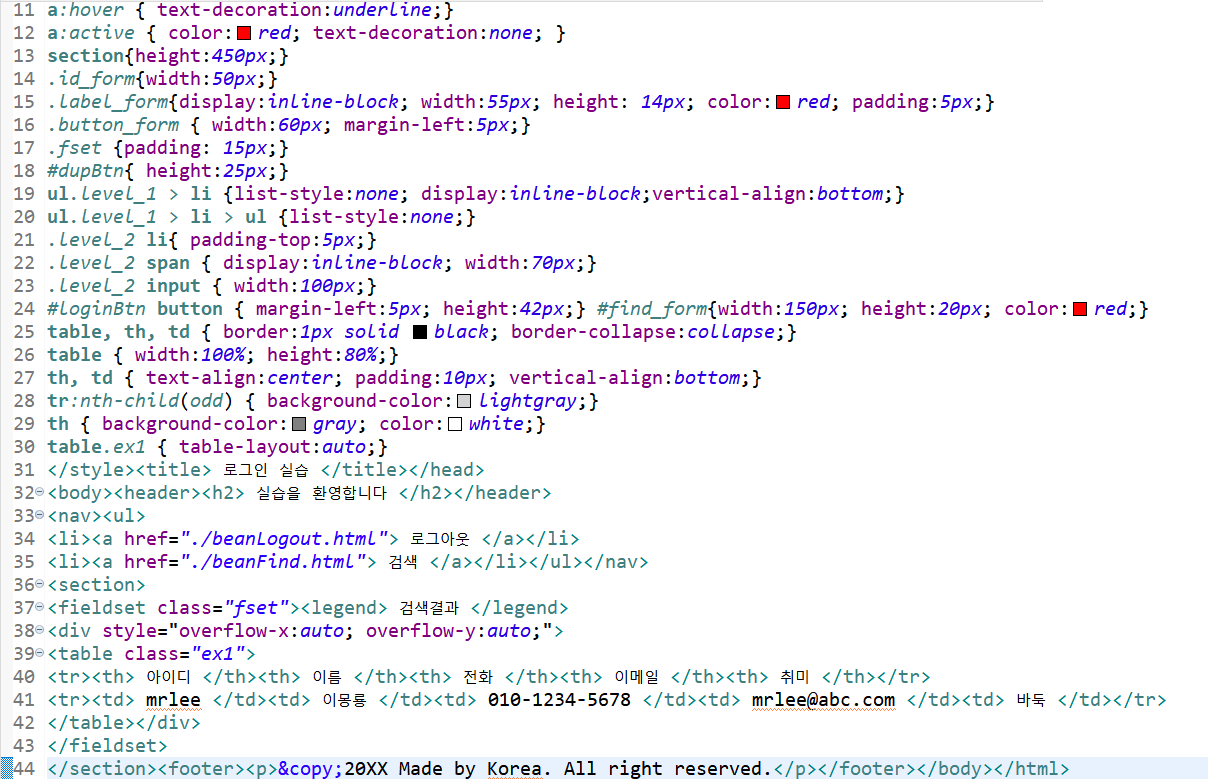 11 a:hover { text-decoration:underline;}
12 a:active { color:red; text-decoration:none; }
13 section{height:450px;}
14 .id_form{width:50px;}
15 .label_form{display:inline-block; width:55px; height: 14px; color:red; padding:5px;}
16 .button_form { width:60px; margin-left:5px;}
17 .fset {padding: 15px;}
18 #dupBtn{ height:25px;}
19 ul.level_1 > li {list-style:none; display:inline-block;vertical-align:bottom;}
20 ul.level_1 > li > ul {list-style:none;}
21 .level_2 li{ padding-top:5px;}
22 .level_2 span { display:inline-block; width:70px;}
23 .level_2 input { width:100px;}
24 #loginBtn button { margin-left:5px; height:42px;} #find_form{width:150px; height:20px; color:red;}
25 table, th, td { border:1px solid black; border-collapse:collapse;}
26 table { width:100%; height:80%;}
27 th, td { text-align:center; padding:10px; vertical-align:bottom;}
28 tr:nth-child(odd) { background-color:lightgray;}
29 th { background-color:gray; color:white;}
30 table.ex1 { table-layout:auto;}
31 </style><title> 로그인 실습 </title></head>
32 <body><header><h2> 실습을 환영합니다 </h2></header>
33 <nav><ul>
34 <li><a href="./beanLogout.html"> 로그아웃 </a></li>
35 <li><a href="./beanFind.html"> 검색 </a></li></ul></nav>
36 <section>
37 <fieldset class="fset"><legend> 검색결과 </legend>
38 <div style="overflow-x:auto; overflow-y:auto;">
39 <table class="ex1">
40 <tr><th> 아이디 </th><th> 이름 </th><th> 전화 </th><th> 이메일 </th><th> 취미 </th></tr>
41 <tr><td> mrlee </td><td> 이몽룡 </td><td> 010-1234-5678 </td><td> mrlee@abc.com </td><td> 바둑 </td></tr>
42 </table></div>
43 </fieldset>
44 </section><footer><p>&copy;20XX Made by Korea. All right reserved.</p></footer></body></html>